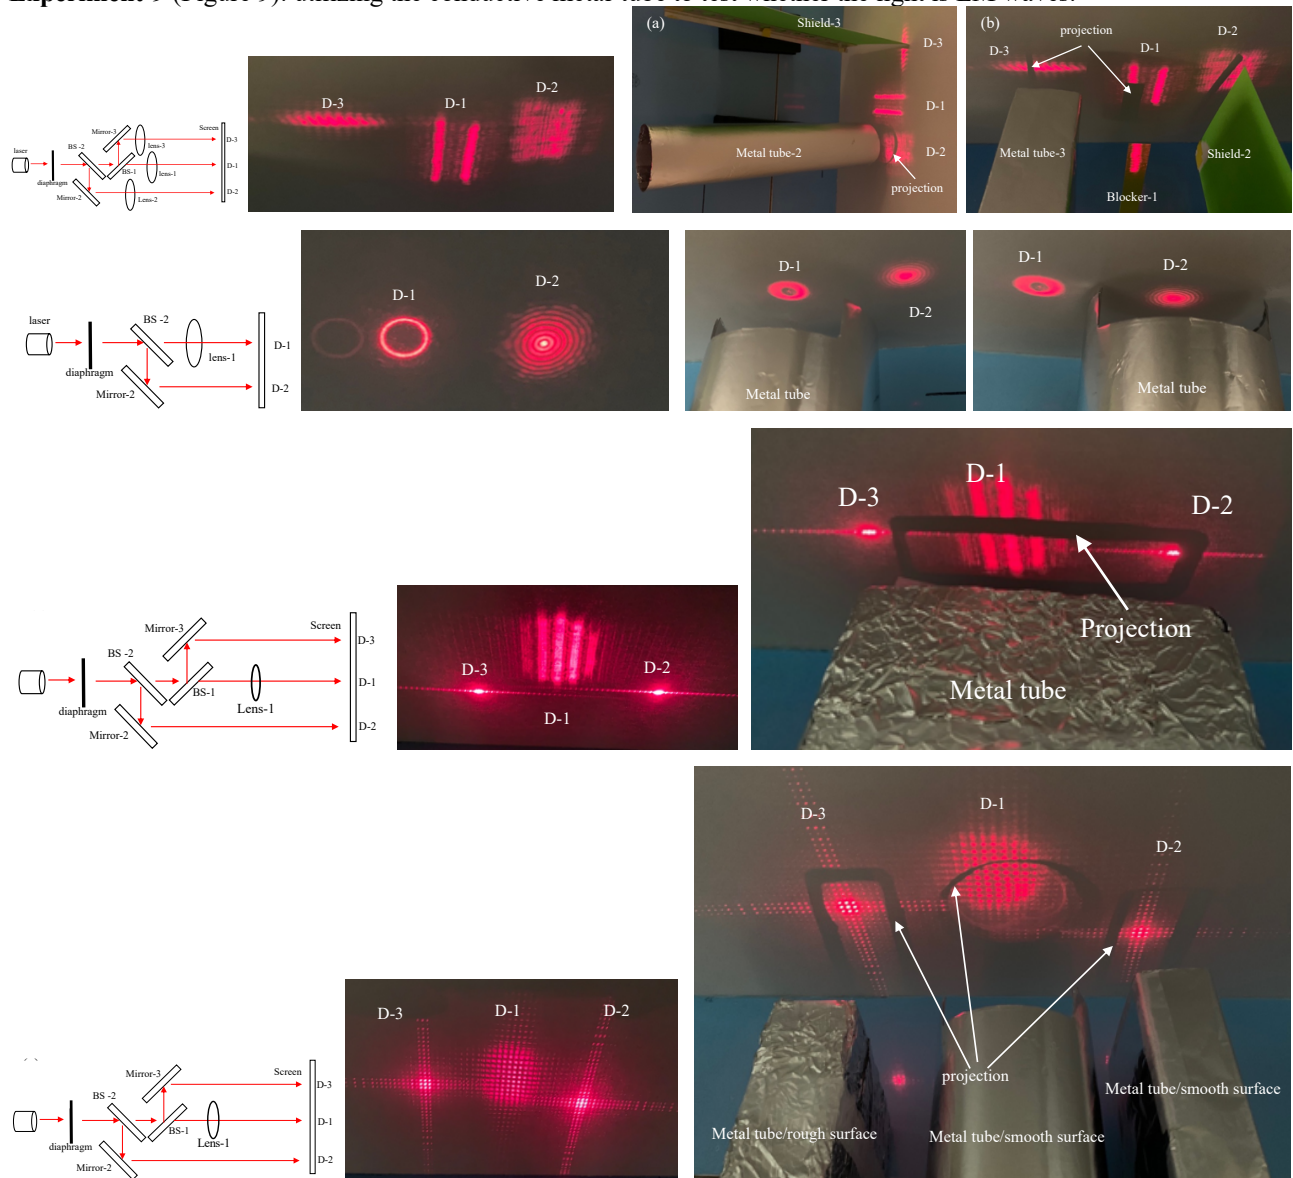 Experiment 9 (Figure 9): utilizing the conductive metal tube to test whether the light is EM waves.
(a)
Shield-3
D-3
D-1
Metal tube-2
D-2
projection
(b)
projection
D-2
D-3
D-1
Metal tube-3
Shield-2
Blocker-1
D-3
D-1
D-2
laser
Mirror-3
BS -2
lens-3
Screen
D-3
D-1
BS-1
lens-1
diaphragm
D-2
Mirror-2
Lens-2
laser
BS -2
D-1
lens-1
diaphragm
D-2
Mirror-2
D-1
D-2
D-1
D-2
Metal tube
D-1
D-2
Metal tube
D-1
D-3
D-2
Projection
Metal tube
Mirror-3
Screen
D-3
BS -2
D-1
BS-1
Lens-1
diaphragm
D-2
Mirror-2
D-3
D-2
D-1
D-1
D-3
D-2
projection
Metal tube/smooth surface
Metal tube/rough surface
Metal tube/smooth surface
Mirror-3
Screen
D-3
BS -2
D-1
BS-1
Lens-1
diaphragm
D-2
Mirror-2
D-3
D-1
D-2